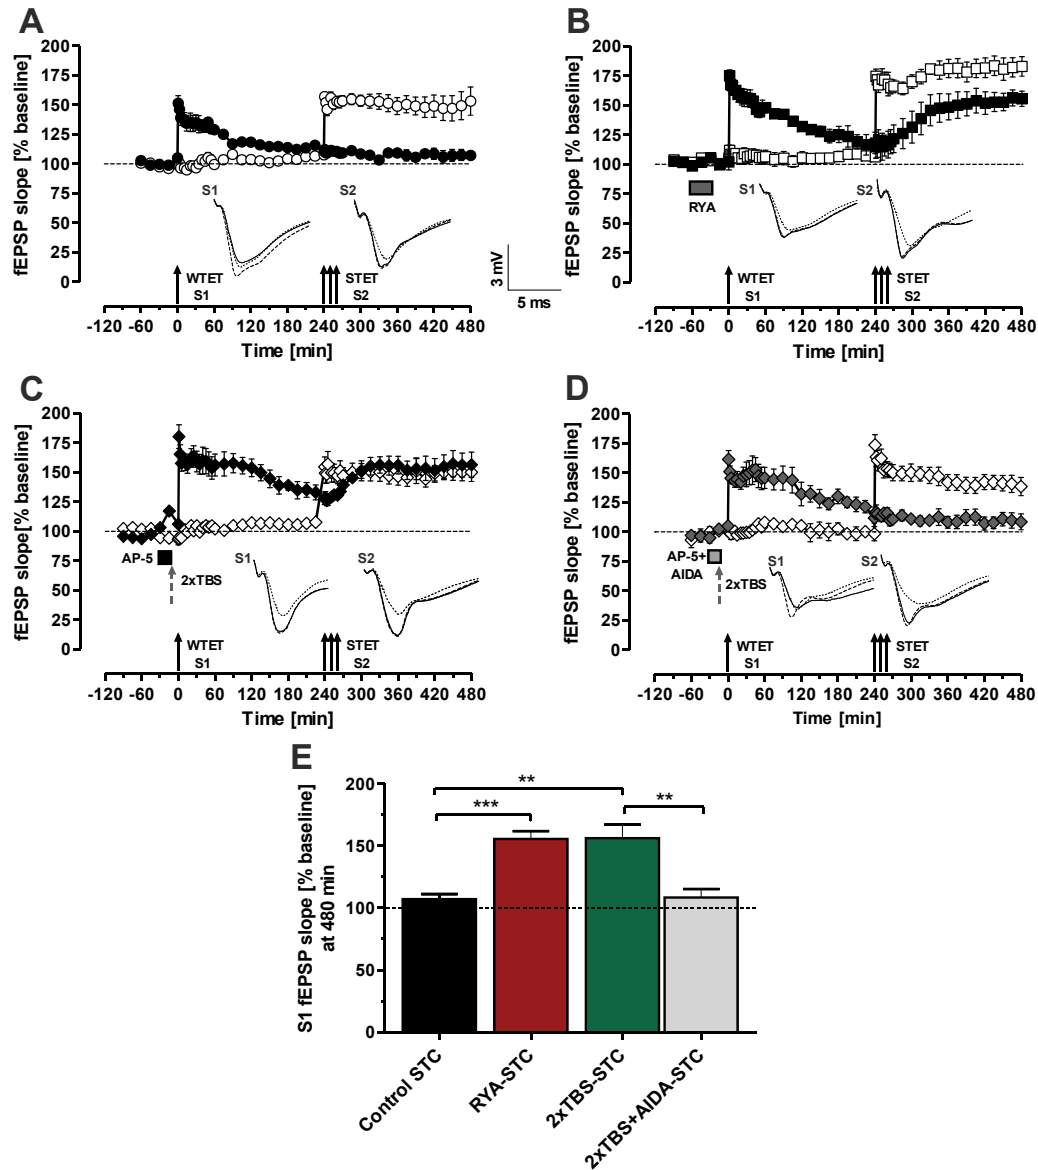 A
fEPSP slope [% baseline]
200
175
150
125
100
75
50
25
0
S1
S2
WTET
S1
STET
S2
-120 -60 0 60 120 180 240 300 360 420 480
Time [min]
3 mV
5 ms
B
fEPSP slope [% baseline]
200
175
150
125
100
75
50
25
0
RYA
S1
S2
WTET
S1
STET
S2
-120 -60 0 60 120 180 240 300 360 420 480
Time [min]
C
fEPSP slope[% baseline]
200
175
150
125
100
75
50
25
0
AP-5
2xTBS
S1
S2
WTET
S1
STET
S2
-120 -60 0 60 120 180 240 300 360 420 480
Time [min]
D
fEPSP slope [% baseline]
200
175
150
125
100
75
50
25
0
AP-5+
AIDA
2xTBS
S1
S2
WTET
S1
STET
S2
-120 -60 0 60 120 180 240 300 360 420 480
Time [min]
E
S1 fEPSP slope [% baseline]
at 480 min
200
150
100
50
0
**
***
**
Control STC
RYA-STC
2xTBS-STC
2xTBS+AIDA-STC